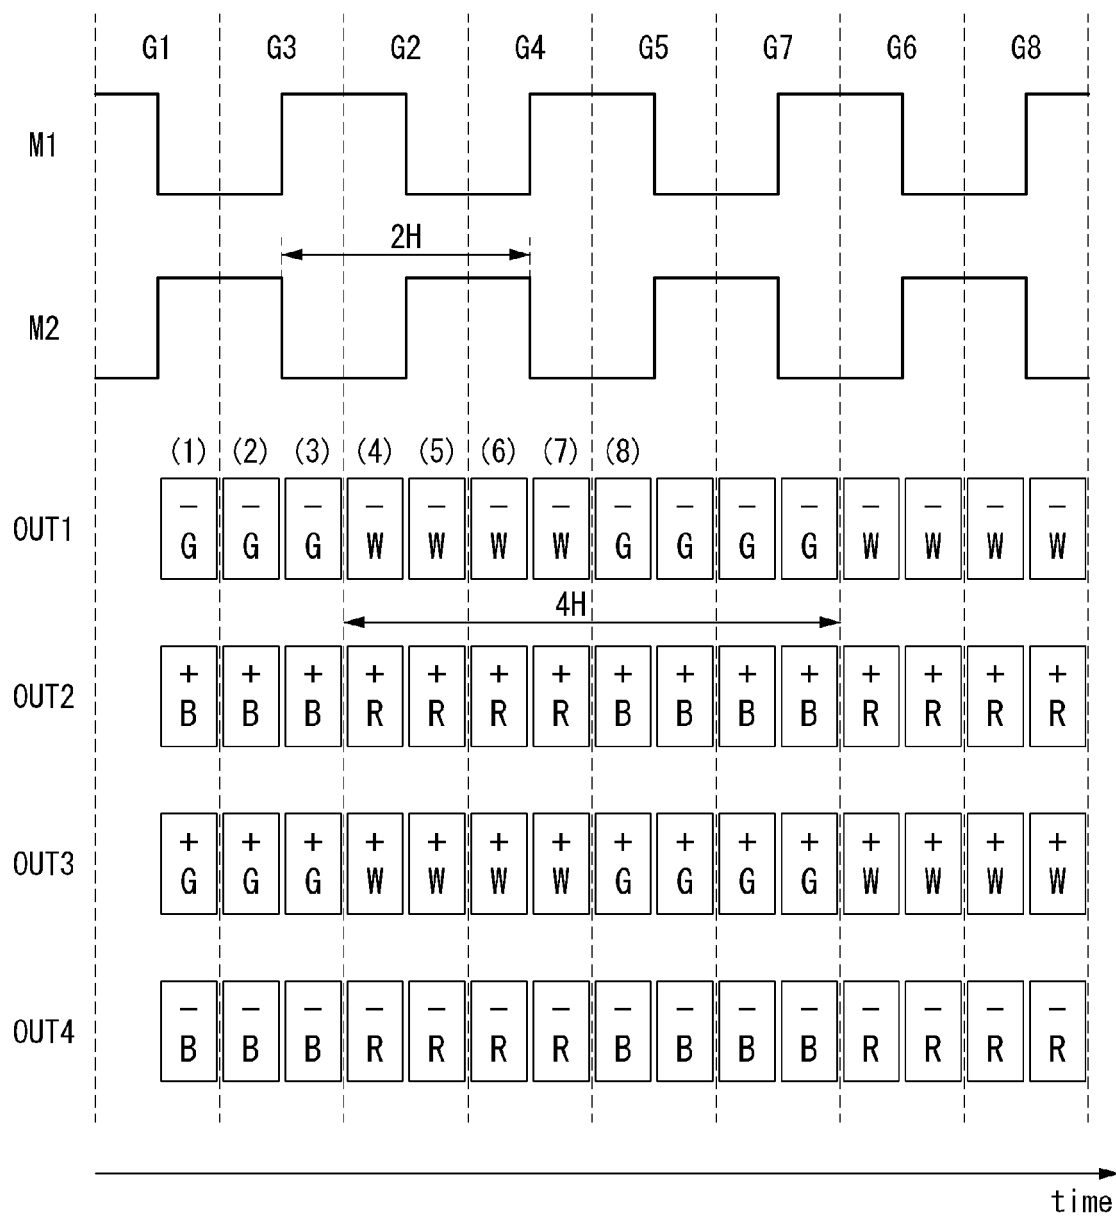 G1 G3 G2 G4 G5 G7 G6 G8
M1
2H
M2
(1) (2) (3) (4) (5) (6) (7) (8)
− − − − − − − − − − − − − − −
OUT1 G G G W W W W G G G G W W W W
4H
+ + + + + + + + + + + + + + +
OUT2 B B B R R R R B B B B R R R R
+ + + + + + + + + + + + + + +
OUT3 G G G W W W W G G G G W W W W
− − − − − − − − − − − − − − −
OUT4 B B B R R R R B B B B R R R R
time